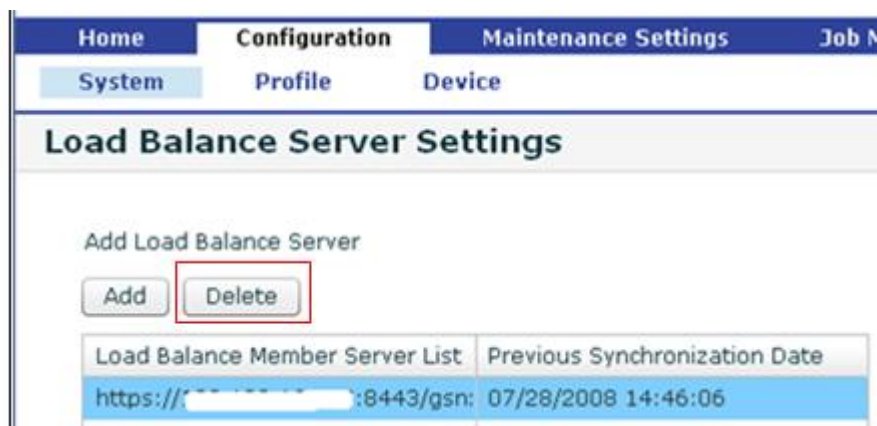 Home Configuration Maintenance Settings Job
System Profile Device
Load Balance Server Settings
Add Load Balance Server
Add Delete
Load Balance Member Server List Previous Synchronization Date
https:// :8443/gsn: 07/28/2008 14:46:06